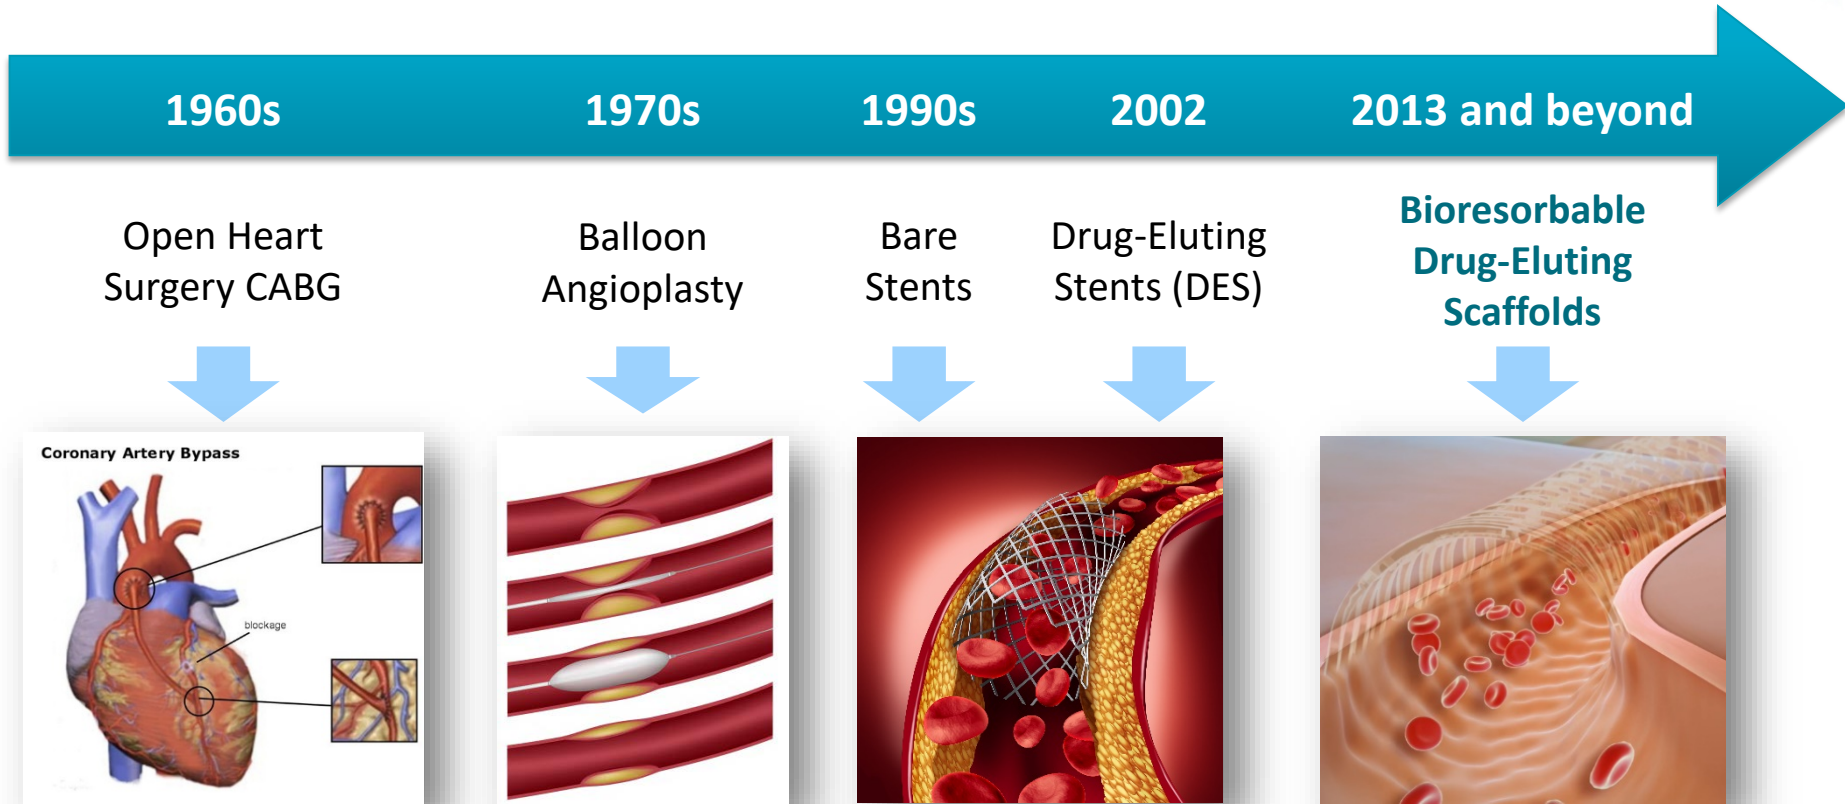 1960s
1970s
1990s
2002
2013 and beyond
Open Heart
Surgery CABG
Balloon
Angioplasty
Bare
Stents
Drug-Eluting
Stents (DES)
Bioresorbable
Drug-Eluting
Scaffolds
Coronary Artery Bypass
blockage